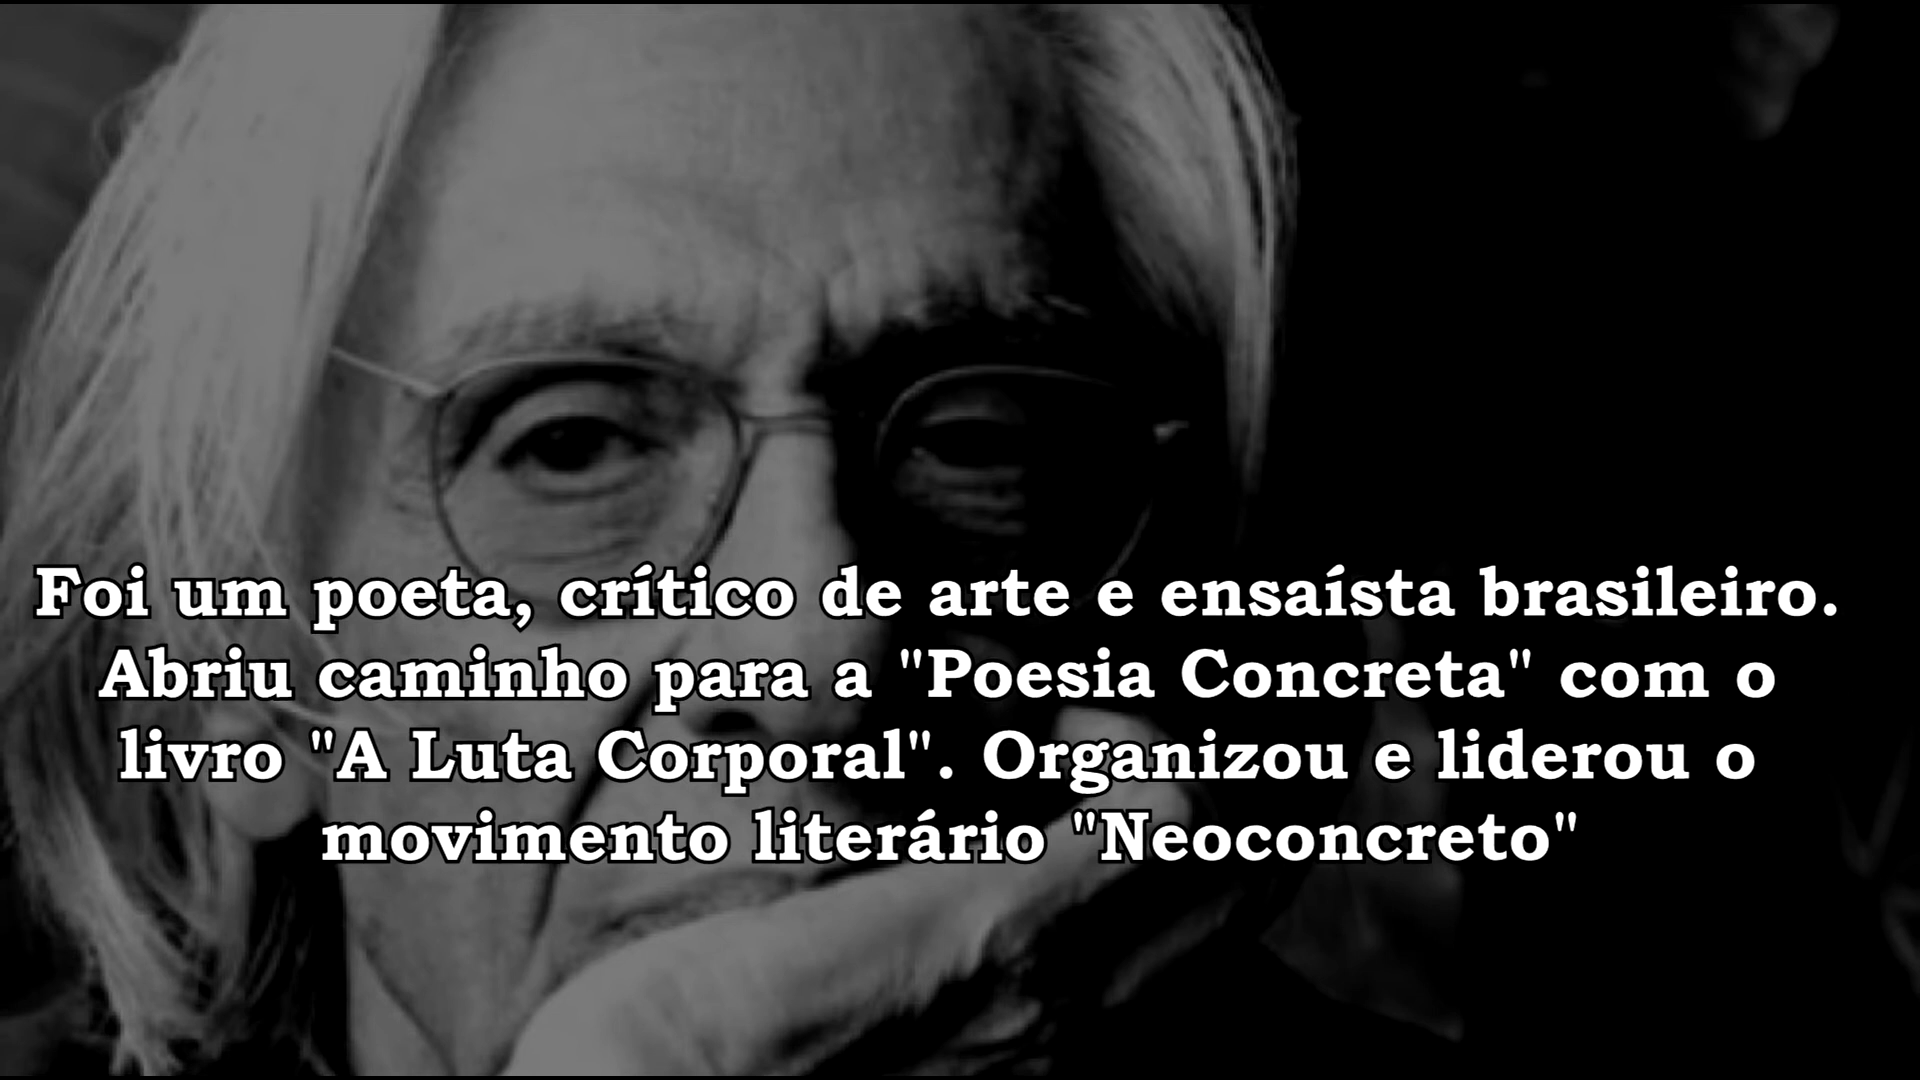 Foi um poeta, crítico de arte e ensaísta brasileiro.
Abriu caminho para a "Poesia Concreta" com o
livro "A Luta Corporal". Organizou e liderou o
movimento literário "Neoconcreto"